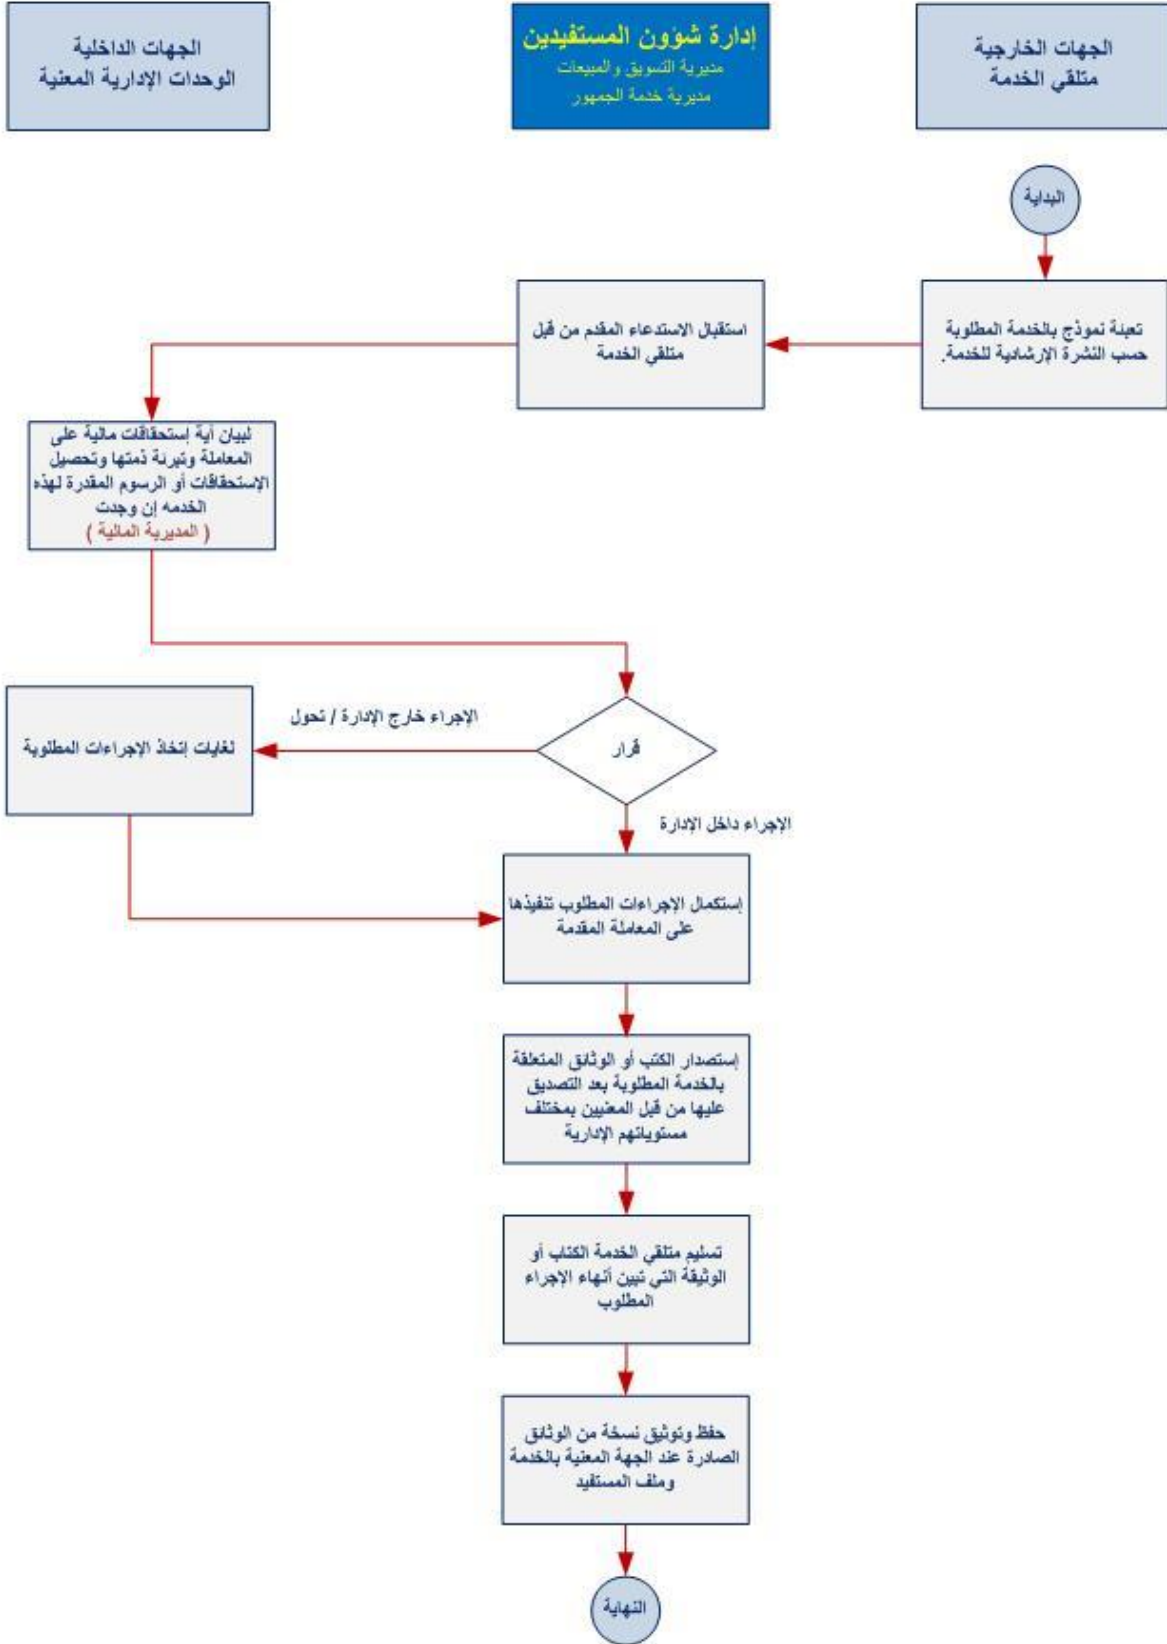 الجهات الخارجية
متلقي الخدمة
إدارة شؤون المستفيدين
مديرية التسويق والمبيعات
مديرية خدمة الجمهور
الجهات الداخلية
الوحدات الإدارية المعنية
البداية
تعبئة نموذج بالخدمة المطلوبة
حسب النشرة الإرشادية للخدمة.
استقبال الاستدعاء المقدم من قبل
متلقي الخدمة
لبيان أية إستحقاقات مالية على
المعاملة وتبرئة ذمتها وتحصيل
الإستحقاقات أو الرسوم المقدرة لهذه
الخدمه إن وجدت
( المديرية المالية )
قرار
الإجراء خارج الإدارة / تحول
لغايات إتخاذ الإجراءات المطلوبة
الإجراء داخل الإدارة
إستكمال الإجراءات المطلوب تنفيذها
على المعاملة المقدمة
إستصدار الكتب أو الوثائق المتعلقة
بالخدمة المطلوبة بعد التصديق
عليها من قبل المعنيين بمختلف
مستوياتهم الإدارية
تسليم متلقي الخدمة الكتاب أو
الوثيقة التي تبين أنهاء الإجراء
المطلوب
حفظ وتوثيق نسخة من الوثائق
الصادرة عند الجهة المعنية بالخدمة
وملف المستفيد
النهاية